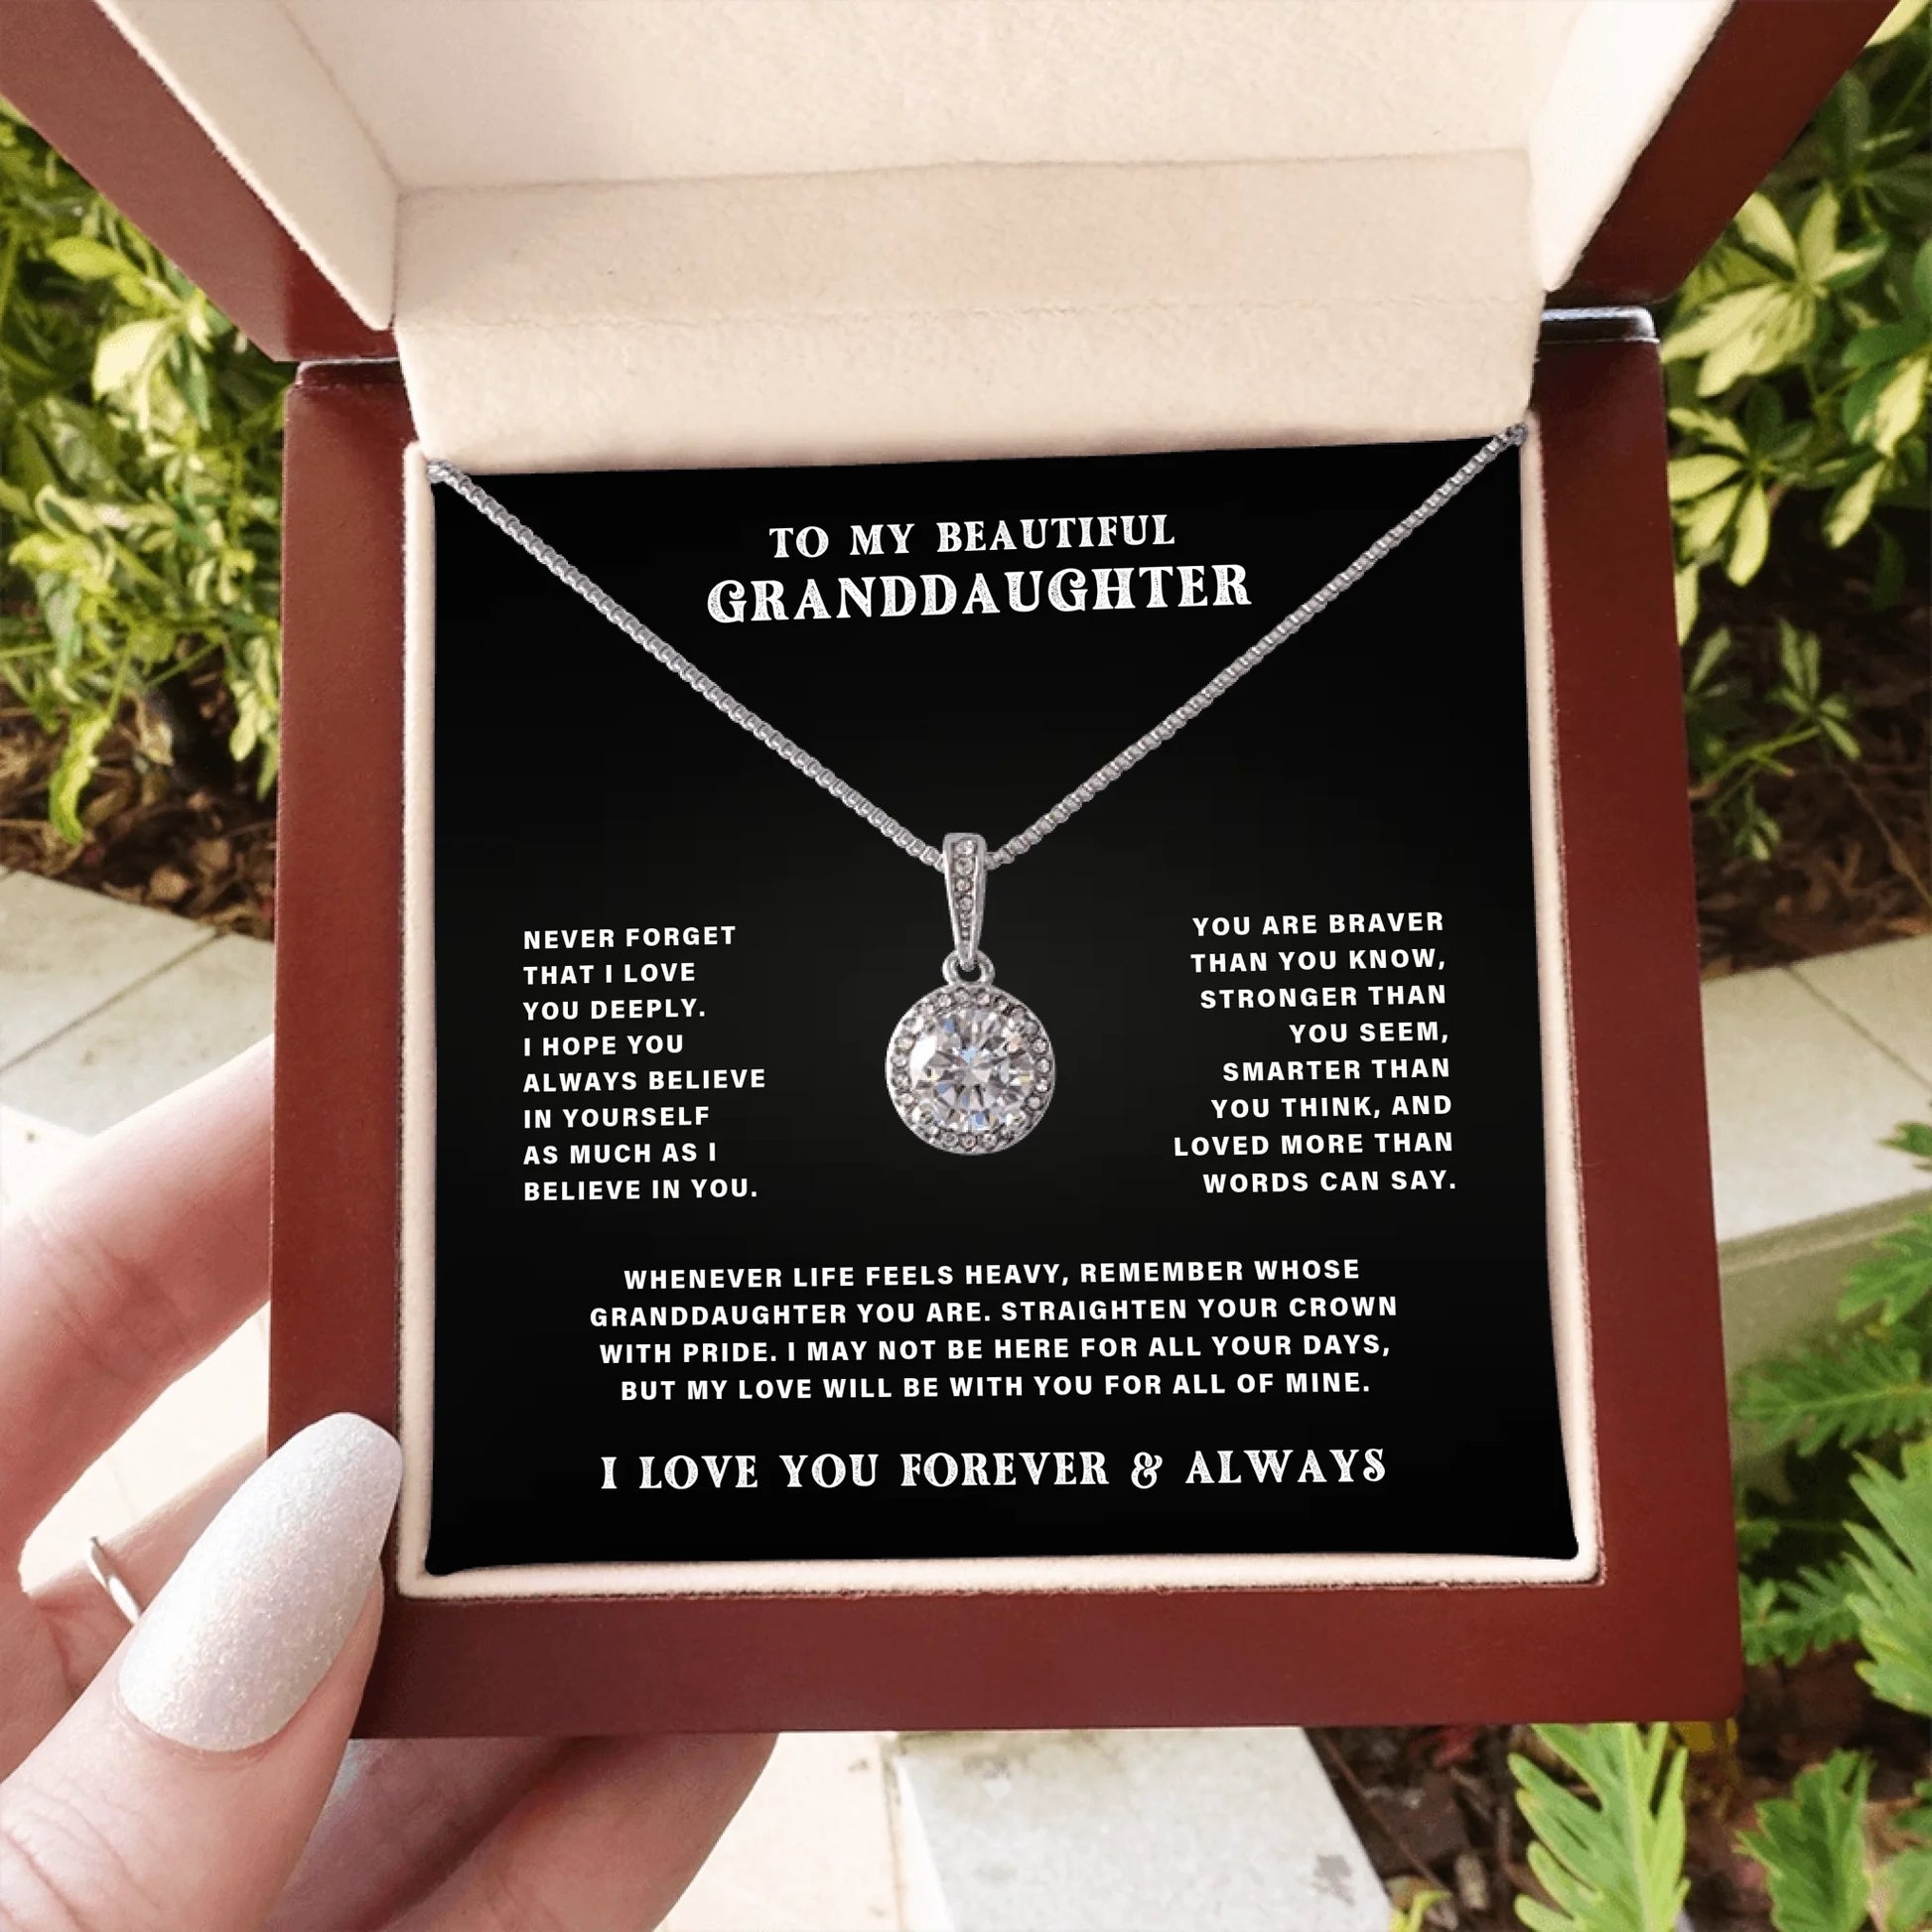 TO MY BEAUTIFUL
GRANDDAUGHTER
NEVER FORGET
THAT I LOVE
YOU DEEPLY.
I HOPE YOU
ALWAYS BELIEVE
IN YOURSELF
AS MUCH AS I
BELIEVE IN YOU.
YOU ARE BRAVER
THAN YOU KNOW,
STRONGER THAN
YOU SEEM,
SMARTER THAN
YOU THINK, AND
LOVED MORE THAN
WORDS CAN SAY.
WHENEVER LIFE FEELS HEAVY, REMEMBER WHOSE
GRANDDAUGHTER YOU ARE. STRAIGHTEN YOUR CROWN
WITH PRIDE. I MAY NOT BE HERE FOR ALL YOUR DAYS,
BUT MY LOVE WILL BE WITH YOU FOR ALL OF MINE.
I LOVE YOU FOREVER & ALWAYS